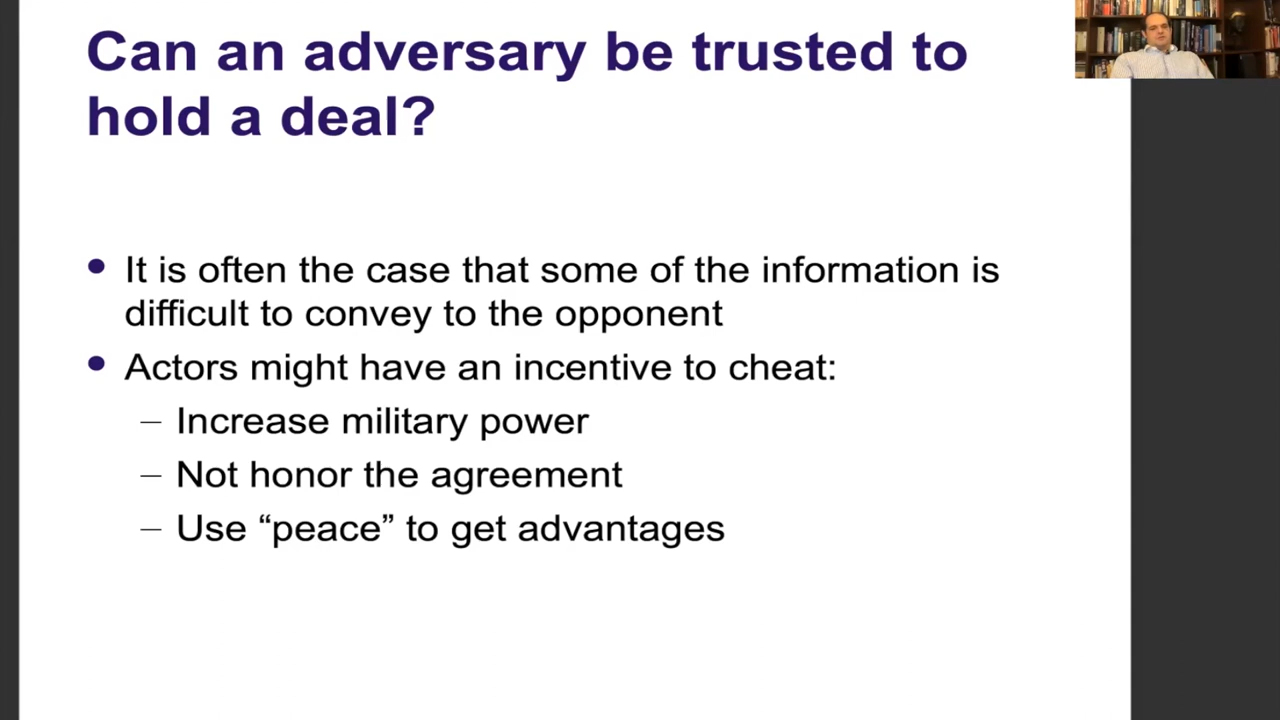 Can an adversary be trusted to
hold a deal?
• It is often the case that some of the information is
difficult to convey to the opponent
• Actors might have an incentive to cheat:
– Increase military power
– Not honor the agreement
– Use “peace” to get advantages